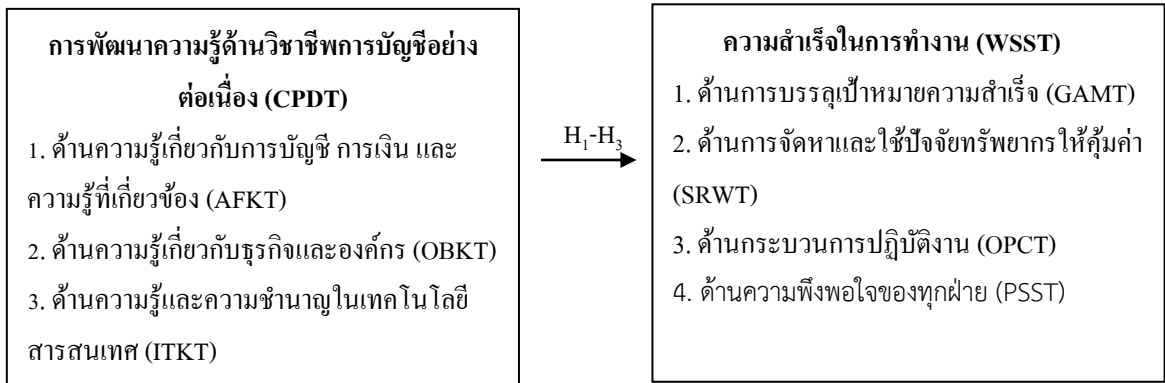 การพัฒนาความรู้ด้านวิชาชีพการบัญชีอย่าง
ต่อเนื่อง (CPDT)
1. ด้านความรู้เกี่ยวกับการบัญชี การเงิน และ
ความรู้ที่เกี่ยวข้อง (AFKT)
2. ด้านความรู้เกี่ยวกับธุรกิจและองค์กร (OBKT)
3. ด้านความรู้และความชำนาญในเทคโนโลยี
สารสนเทศ (ITKT)
H₁-H₃
ความสำเร็จในการทำงาน (WSST)
1. ด้านการบรรลุเป้าหมายความสำเร็จ (GAMT)
2. ด้านการจัดหาและใช้ปัจจัยทรัพยากรให้คุ้มค่า
(SRWT)
3. ด้านกระบวนการปฏิบัติงาน (OPCT)
4. ด้านความพึงพอใจของทุกฝ่าย (PSST)